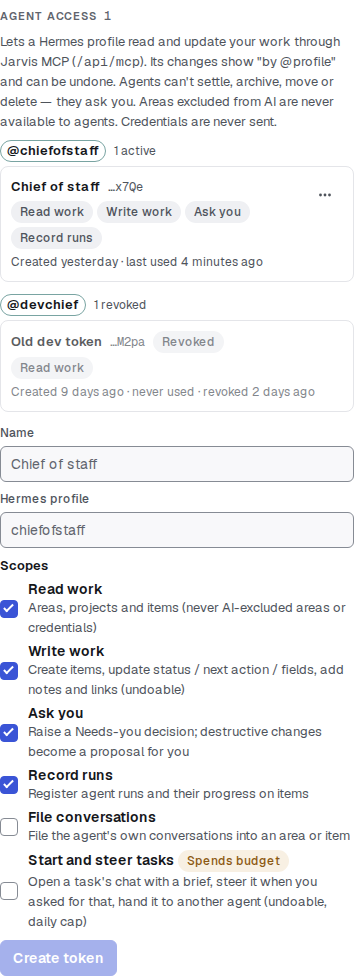 AGENT ACCESS 1
Lets a Hermes profile read and update your work through
Jarvis MCP (/api/mcp). Its changes show "by @profile"
and can be undone. Agents can't settle, archive, move or
delete — they ask you. Areas excluded from AI are never
available to agents. Credentials are never sent.
@chiefofstaff 1 active
Chief of staff …x7Qe
Read work Write work Ask you
Record runs
Created yesterday · last used 4 minutes ago
@devchief 1 revoked
Old dev token …M2pa Revoked
Read work
Created 9 days ago · never used · revoked 2 days ago
Name
Chief of staff
Hermes profile
chiefofstaff
Scopes
Read work
Areas, projects and items (never AI-excluded areas or
credentials)
Write work
Create items, update status / next action / fields, add
notes and links (undoable)
Ask you
Raise a Needs-you decision; destructive changes
become a proposal for you
Record runs
Register agent runs and their progress on items
File conversations
File the agent's own conversations into an area or item
Start and steer tasks Spends budget
Open a task's chat with a brief, steer it when you
asked for that, hand it to another agent (undoable,
daily cap)
Create token